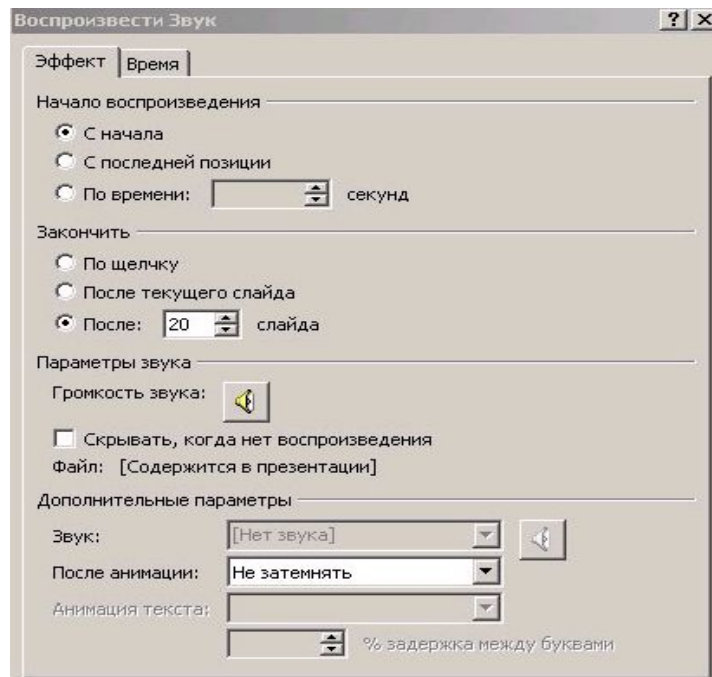 Воспроизвести Звук
Эффект Время
Начало воспроизведения
С начала
С последней позиции
По времени: секунд
Закончить
По щелчку
После текущего слайда
После: 20 слайда
Параметры звука
Громкость звука:
Скрывать, когда нет воспроизведения
Файл: [Содержится в презентации]
Дополнительные параметры
Звук: [Нет звука]
После анимации: Не затемнять
Анимация текста:
% задержка между буквами